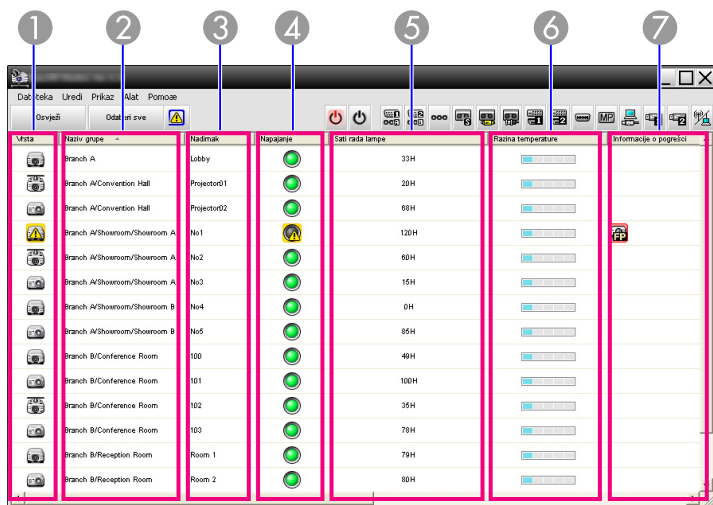 1 2 3 4 5 6 7
Datoteka Uredi Prikaz Alat Pomoæ
Osvježi Odaberi sve MP
Vrsta Naziv grupe Nadimak Napajanje Sati rada lampe Razina temperature Informacije o pogrešci
Branch A Lobby 33H
Branch A/Convention Hall Projector01 20H
Branch A/Convention Hall Projector02 68H
Branch A/Showroom/Showroom A No1 120H FP
Branch A/Showroom/Showroom A No2 60H
Branch A/Showroom/Showroom A No3 15H
Branch A/Showroom/Showroom B No4 0H
Branch A/Showroom/Showroom B No5 85H
Branch B/Conference Room 100 49H
Branch B/Conference Room 101 100H
Branch B/Conference Room 102 35H
Branch B/Conference Room 103 78H
Branch B/Reception Room Room 1 79H
Branch B/Reception Room Room 2 80H